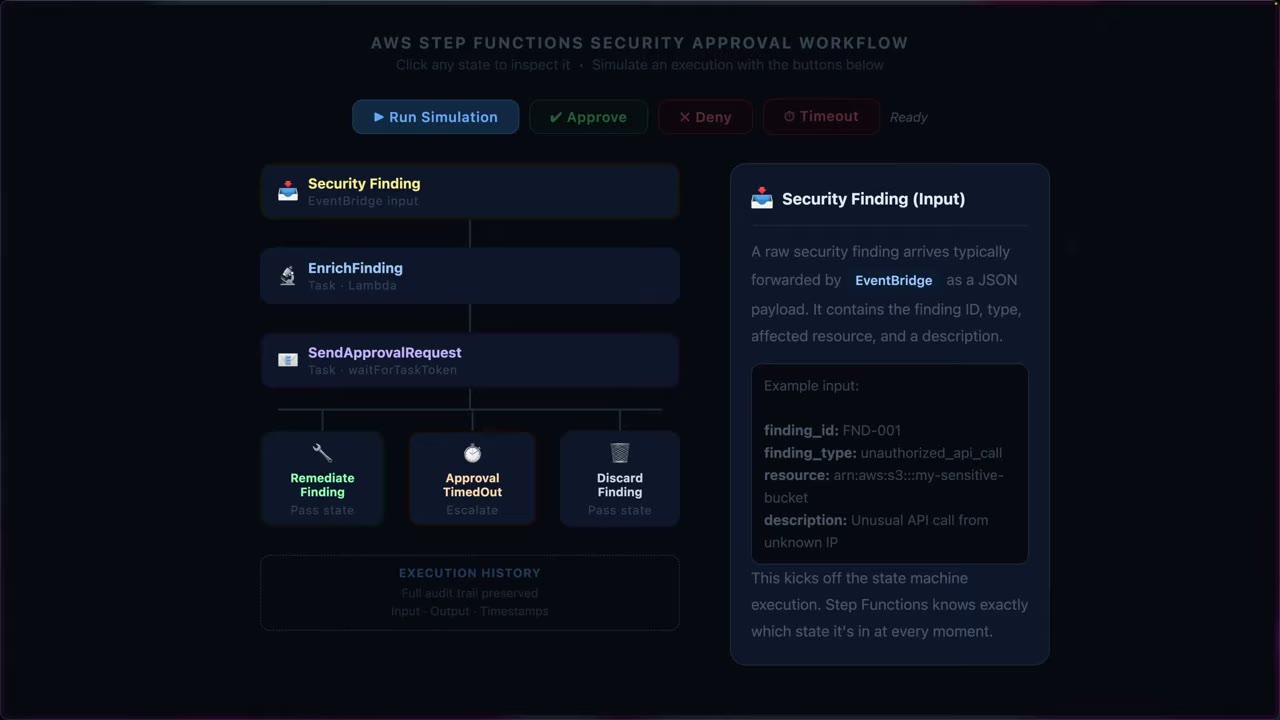 AWS STEP FUNCTIONS SECURITY APPROVAL WORKFLOW
Click any state to inspect it • Simulate an execution with the buttons below
▶ Run Simulation
✔ Approve
✕ Deny
⏱ Timeout
Ready
Security Finding
EventBridge input
EnrichFinding
Task · Lambda
SendApprovalRequest
Task · waitForTaskToken
Remediate
Finding
Pass state
Approval
TimedOut
Escalate
Discard
Finding
Pass state
EXECUTION HISTORY
Full audit trail preserved
Input · Output · Timestamps
Security Finding (Input)
A raw security finding arrives typically
forwarded by EventBridge as a JSON
payload. It contains the finding ID, type,
affected resource, and a description.
Example input:
finding_id: FND-001
finding_type: unauthorized_api_call
resource: arn:aws:s3:::my-sensitive-
bucket
description: Unusual API call from
unknown IP
This kicks off the state machine
execution. Step Functions knows exactly
which state it's in at every moment.